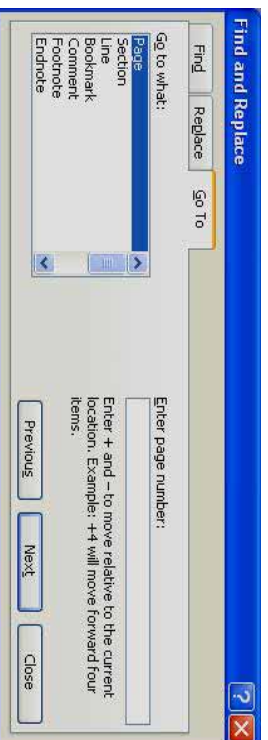 Find and Replace
Find Replace Go To
Go to what:
Page
Section
Line
Bookmark
Comment
Footnote
Endnote
Enter page number:
Enter + and – to move relative to the current
location. Example: +4 will move forward four
items.
Previous Next Close